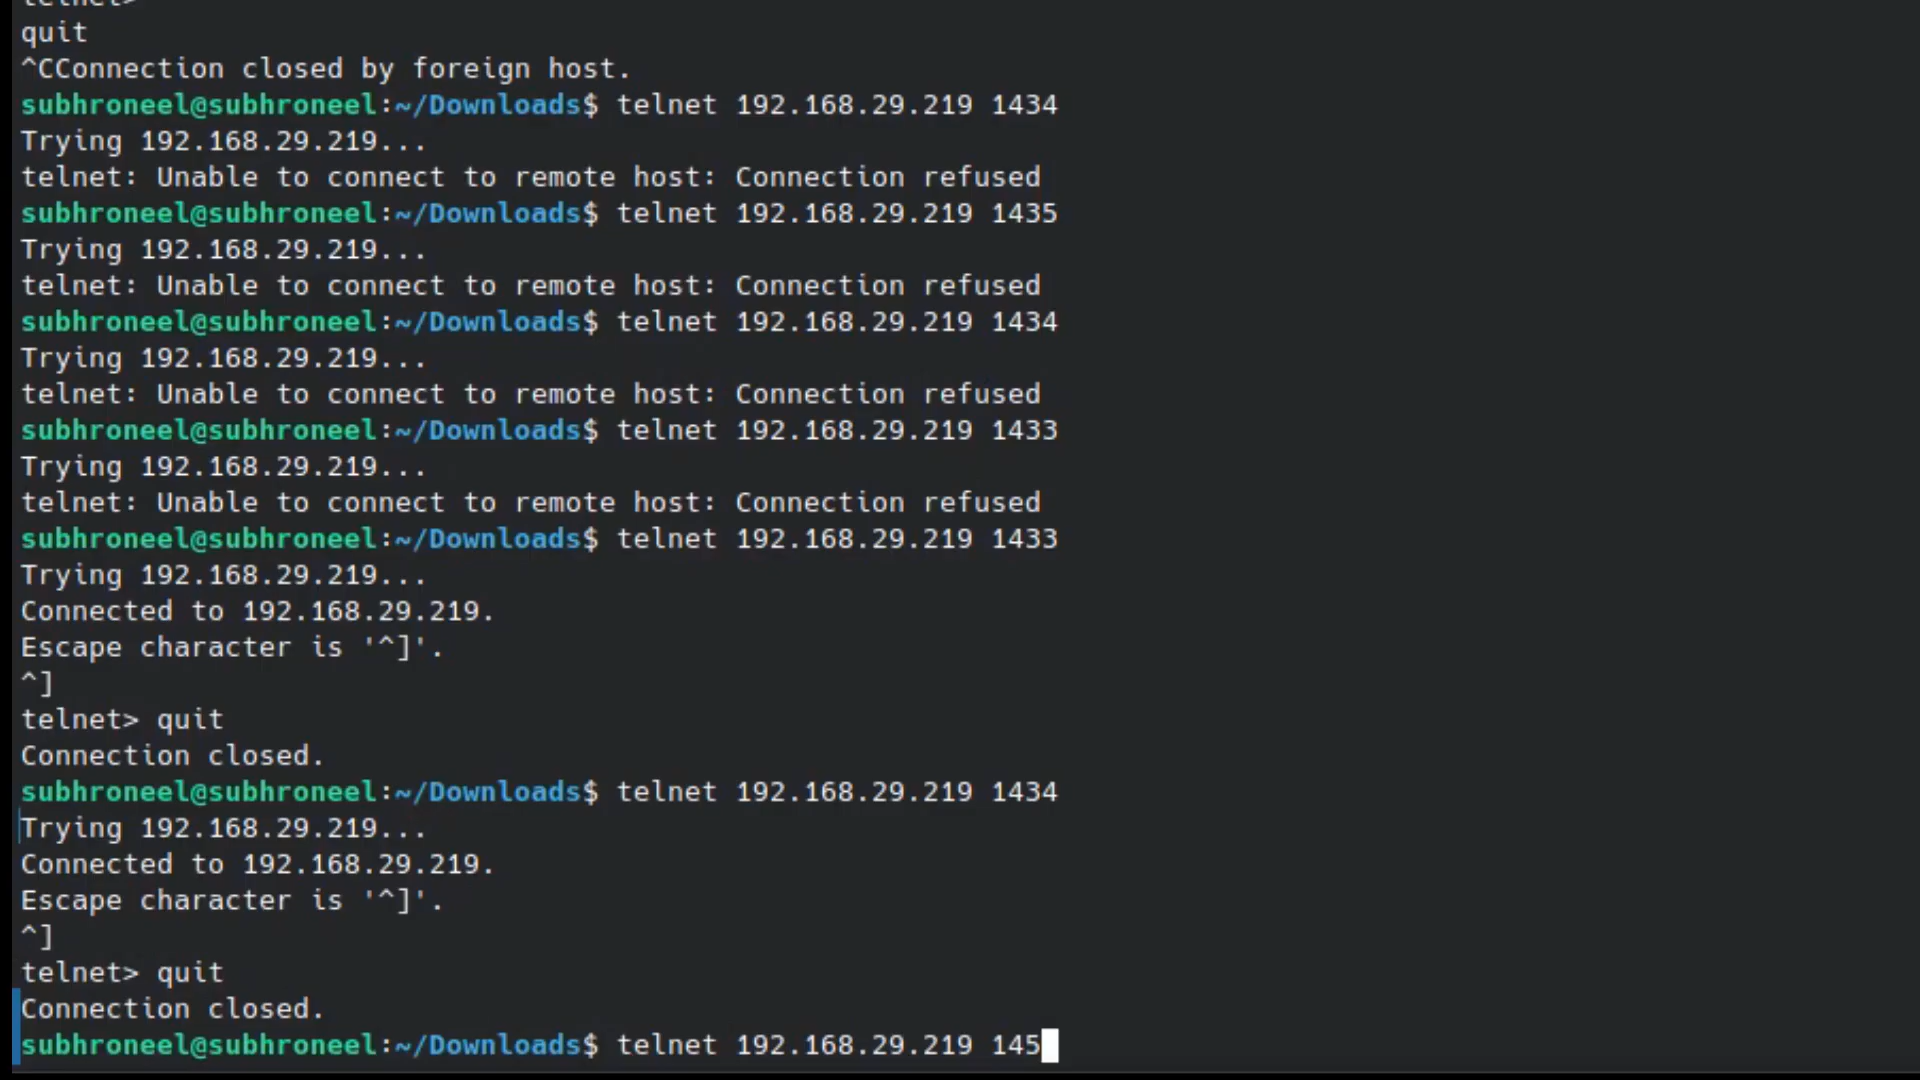 telnet>
quit
^CConnection closed by foreign host.
subhroneel@subhroneel:~/Downloads$ telnet 192.168.29.219 1434
Trying 192.168.29.219...
telnet: Unable to connect to remote host: Connection refused
subhroneel@subhroneel:~/Downloads$ telnet 192.168.29.219 1435
Trying 192.168.29.219...
telnet: Unable to connect to remote host: Connection refused
subhroneel@subhroneel:~/Downloads$ telnet 192.168.29.219 1434
Trying 192.168.29.219...
telnet: Unable to connect to remote host: Connection refused
subhroneel@subhroneel:~/Downloads$ telnet 192.168.29.219 1433
Trying 192.168.29.219...
telnet: Unable to connect to remote host: Connection refused
subhroneel@subhroneel:~/Downloads$ telnet 192.168.29.219 1433
Trying 192.168.29.219...
Connected to 192.168.29.219.
Escape character is '^]'.
^]
telnet> quit
Connection closed.
subhroneel@subhroneel:~/Downloads$ telnet 192.168.29.219 1434
Trying 192.168.29.219...
Connected to 192.168.29.219.
Escape character is '^]'.
^]
telnet> quit
Connection closed.
subhroneel@subhroneel:~/Downloads$ telnet 192.168.29.219 145